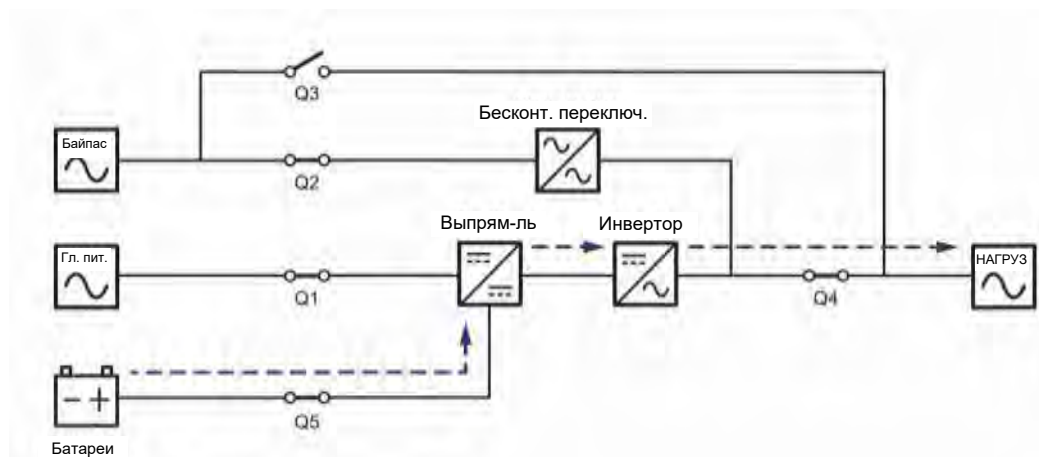 Q3
Бесконт. переключ.
Байпас
Q2
Выпрям-ль
Инвертор
Гл. пит.
НАГРУЗ
Q1
Q4
Q5
Батареи